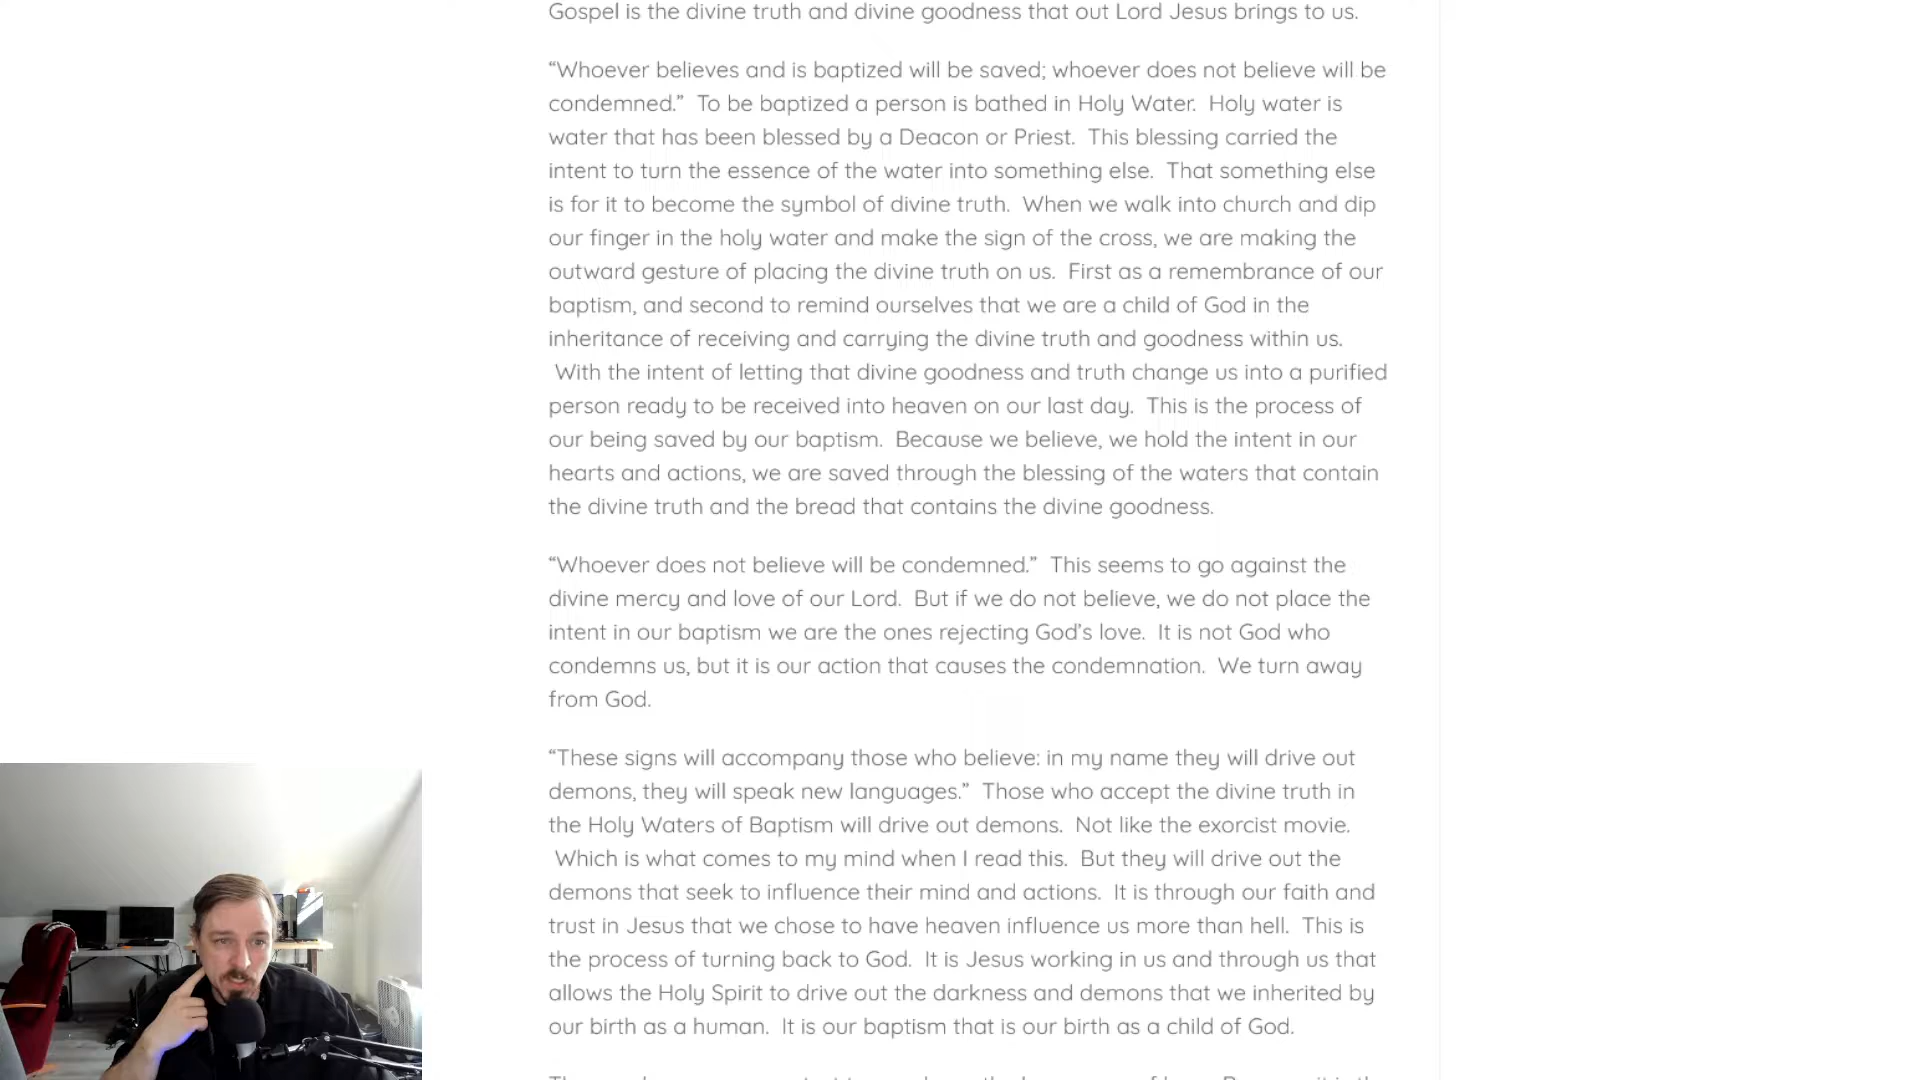 Gospel is the divine truth and divine goodness that out Lord Jesus brings to us.
“Whoever believes and is baptized will be saved; whoever does not believe will be
condemned.”  To be baptized a person is bathed in Holy Water.  Holy water is
water that has been blessed by a Deacon or Priest.  This blessing carried the
intent to turn the essence of the water into something else.  That something else
is for it to become the symbol of divine truth.  When we walk into church and dip
our finger in the holy water and make the sign of the cross, we are making the
outward gesture of placing the divine truth on us.  First as a remembrance of our
baptism, and second to remind ourselves that we are a child of God in the
inheritance of receiving and carrying the divine truth and goodness within us.
With the intent of letting that divine goodness and truth change us into a purified
person ready to be received into heaven on our last day.  This is the process of
our being saved by our baptism.  Because we believe, we hold the intent in our
hearts and actions, we are saved through the blessing of the waters that contain
the divine truth and the bread that contains the divine goodness.
“Whoever does not believe will be condemned.”  This seems to go against the
divine mercy and love of our Lord.  But if we do not believe, we do not place the
intent in our baptism we are the ones rejecting God’s love.  It is not God who
condemns us, but it is our action that causes the condemnation.  We turn away
from God.
“These signs will accompany those who believe: in my name they will drive out
demons, they will speak new languages.”  Those who accept the divine truth in
the Holy Waters of Baptism will drive out demons.  Not like the exorcist movie.
Which is what comes to my mind when I read this.  But they will drive out the
demons that seek to influence their mind and actions.  It is through our faith and
trust in Jesus that we chose to have heaven influence us more than hell.  This is
the process of turning back to God.  It is Jesus working in us and through us that
allows the Holy Spirit to drive out the darkness and demons that we inherited by
our birth as a human.  It is our baptism that is our birth as a child of God.